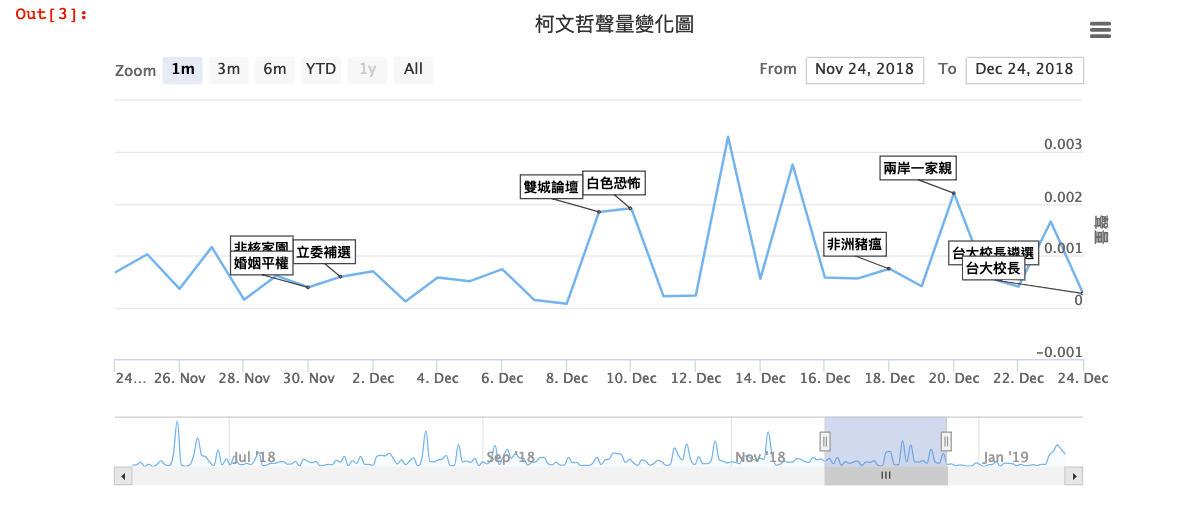 Out[3]:
柯文哲聲量變化圖
Zoom 1m 3m 6m YTD 1y All From Nov 24, 2018 To Dec 24, 2018
0.003
兩岸一家親
白色恐怖
雙城論壇
0.002
聲量
非洲豬瘟
非核家園
立委補選
0.001
台大校長遴選
婚姻平權
台大校長
0
-0.001
24... 26. Nov 28. Nov 30. Nov 2. Dec 4. Dec 6. Dec 8. Dec 10. Dec 12. Dec 14. Dec 16. Dec 18. Dec 20. Dec 22. Dec 24. Dec
Jul '18 Sep '18 Nov '18 Jan '19